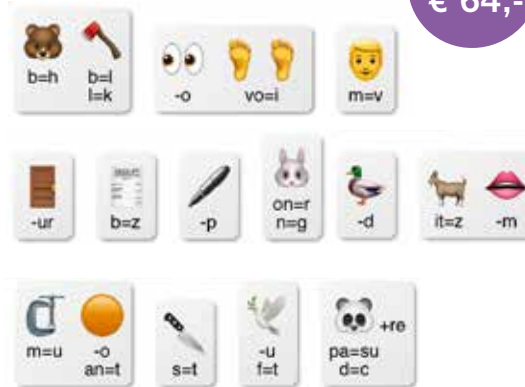 € 64,-
b=h b=l
l=k
-o vo=i
m=v
-ur
b=z
-p
on=r
n=g
-d
it=z -m
m=u -o
an=t
s=t
-u
f=t
+re
pa=su
d=c